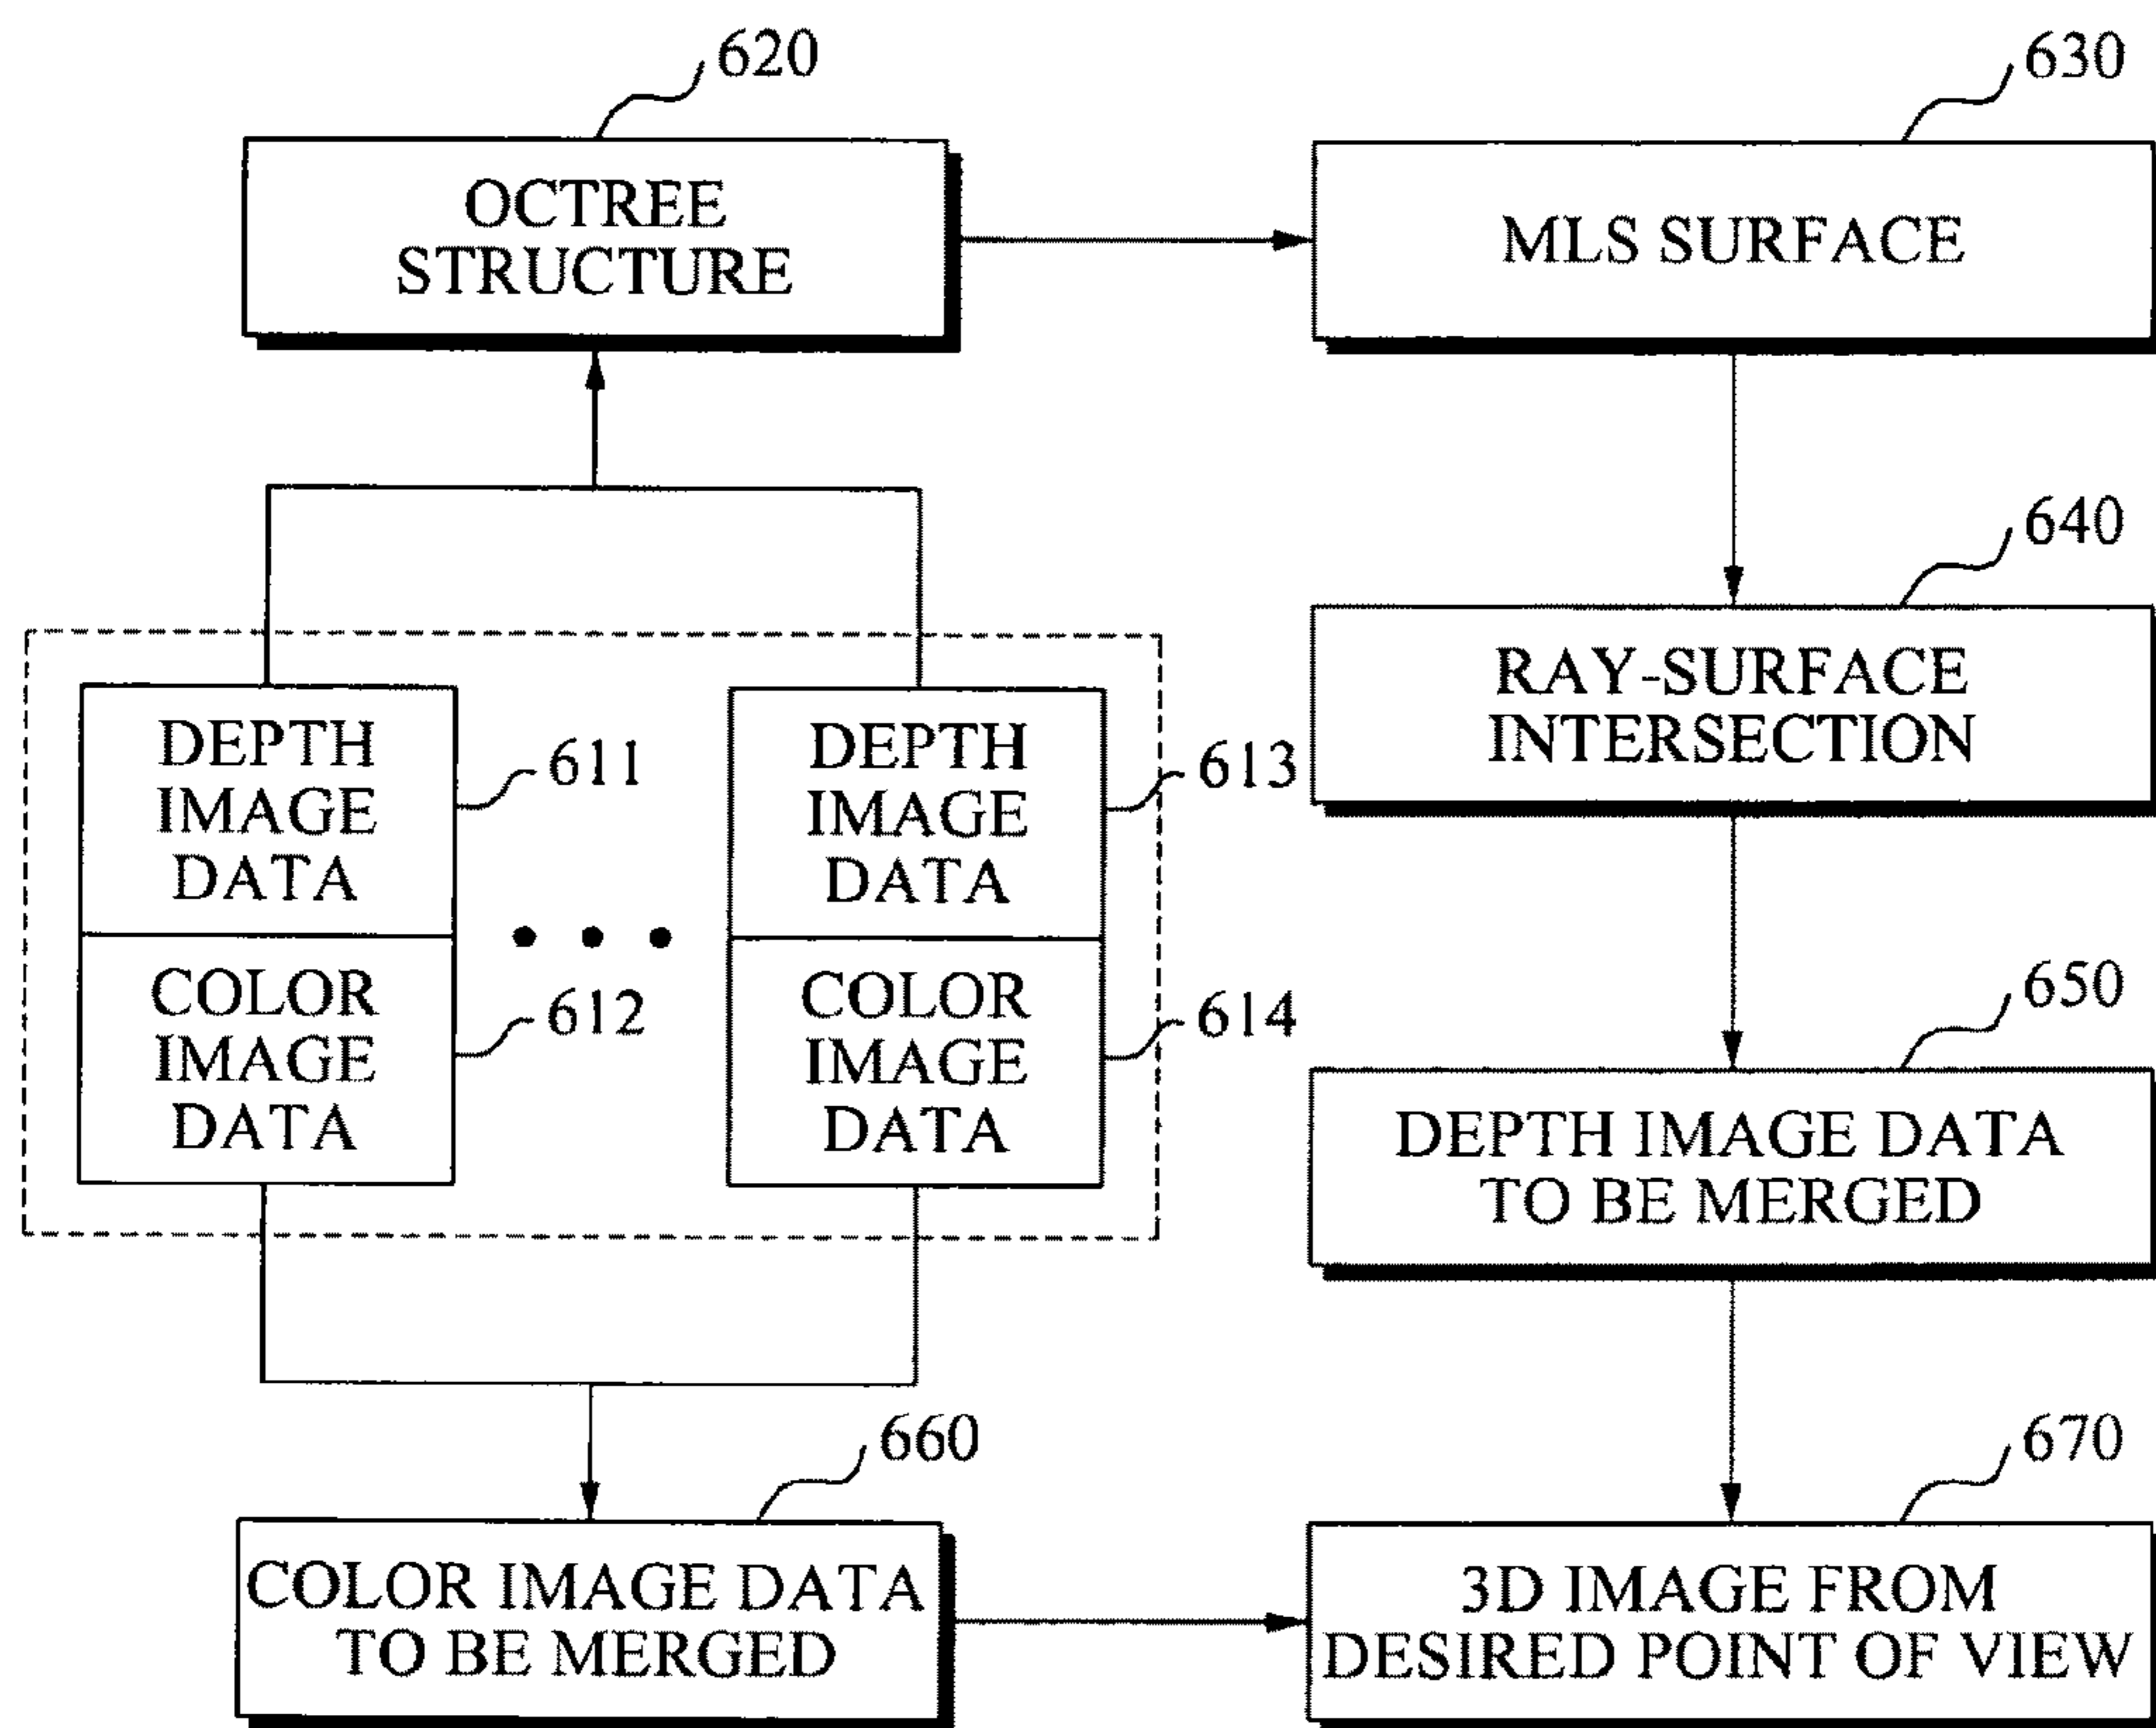 620
OCTREE
STRUCTURE
630
MLS SURFACE
640
RAY-SURFACE
INTERSECTION
DEPTH
IMAGE
DATA
611
COLOR
IMAGE
DATA
612
DEPTH
IMAGE
DATA
613
COLOR
IMAGE
DATA
614
650
DEPTH IMAGE DATA
TO BE MERGED
660
COLOR IMAGE DATA
TO BE MERGED
670
3D IMAGE FROM
DESIRED POINT OF VIEW